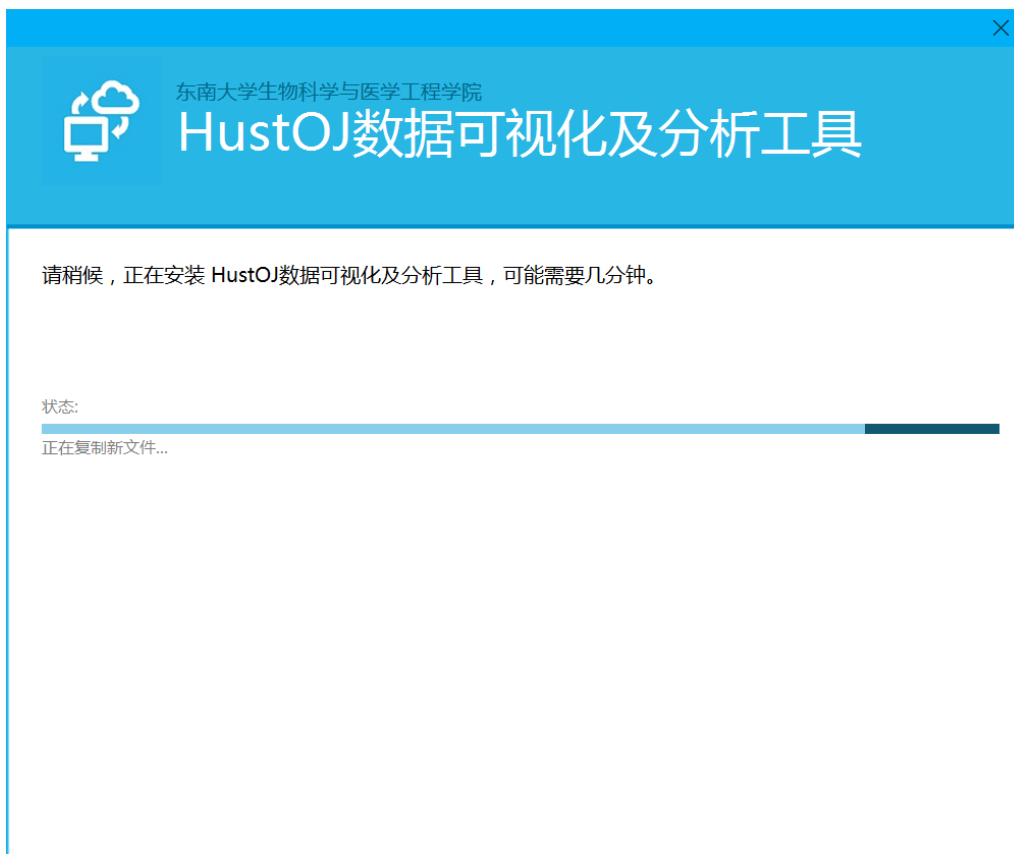 东南大学生物科学与医学工程学院
HustOJ数据可视化及分析工具
请稍候，正在安装 HustOJ数据可视化及分析工具，可能需要几分钟。
状态:
正在复制新文件...